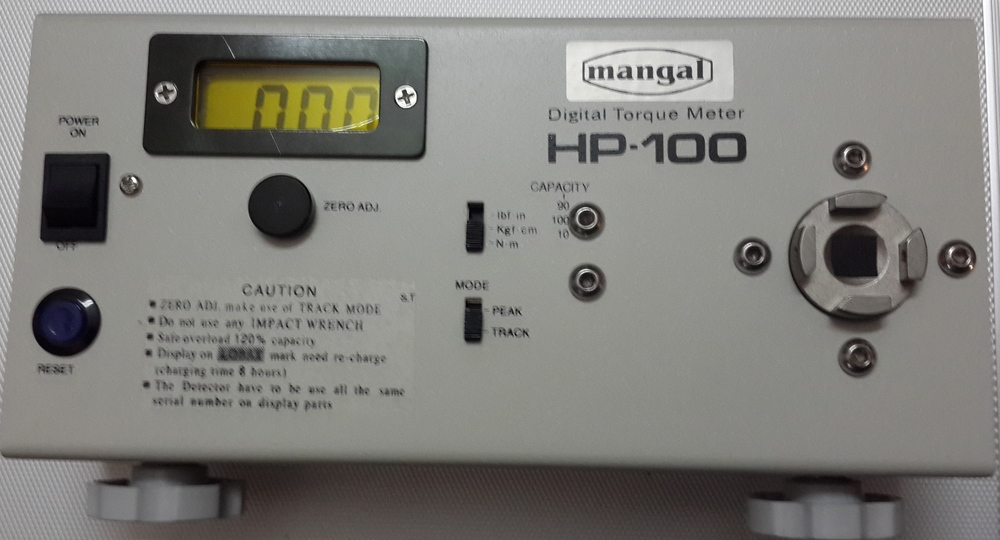 000
mangal
Digital Torque Meter
HP-100
POWER
ON
OFF
ZERO ADJ.
CAPACITY
lbf·in 90
Kgf·cm 100
N·m 10
MODE
PEAK
TRACK
RESET
CAUTION
S.T
■ ZERO ADJ. make use of TRACK MODE
■ Do not use any IMPACT WRENCH
■ Safe overload 120% capacity
■ Display on mark need re-charge
(charging time 8 hours)
■ The Detector have to be use all the same
serial number on display parts